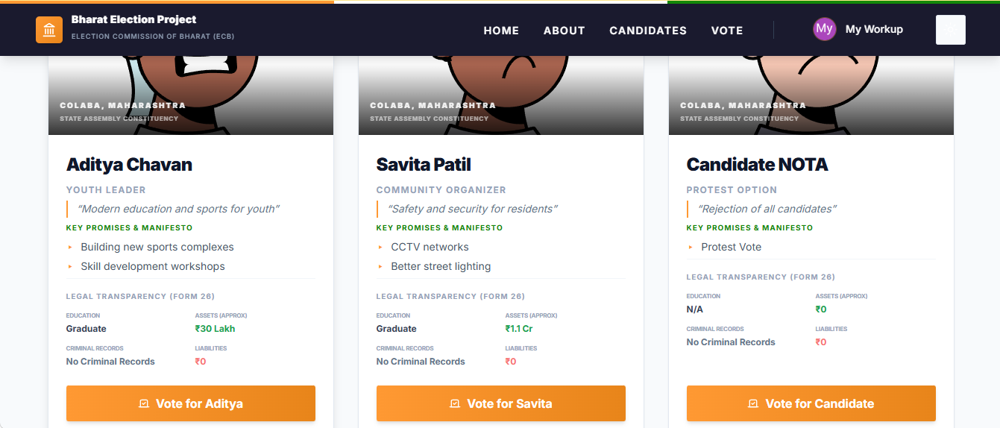 Bharat Election Project
ELECTION COMMISSION OF BHARAT (ECB)
HOME ABOUT CANDIDATES VOTE
My My Workup
COLABA, MAHARASHTRA
STATE ASSEMBLY CONSTITUENCY
Aditya Chavan
YOUTH LEADER
“Modern education and sports for youth”
KEY PROMISES & MANIFESTO
▸ Building new sports complexes
▸ Skill development workshops
LEGAL TRANSPARENCY (FORM 26)
EDUCATION ASSETS (APPROX)
Graduate ₹30 Lakh
CRIMINAL RECORDS LIABILITIES
No Criminal Records ₹0
Vote for Aditya
COLABA, MAHARASHTRA
STATE ASSEMBLY CONSTITUENCY
Savita Patil
COMMUNITY ORGANIZER
“Safety and security for residents”
KEY PROMISES & MANIFESTO
▸ CCTV networks
▸ Better street lighting
LEGAL TRANSPARENCY (FORM 26)
EDUCATION ASSETS (APPROX)
Graduate ₹1.1 Cr
CRIMINAL RECORDS LIABILITIES
No Criminal Records ₹0
Vote for Savita
COLABA, MAHARASHTRA
STATE ASSEMBLY CONSTITUENCY
Candidate NOTA
PROTEST OPTION
“Rejection of all candidates”
KEY PROMISES & MANIFESTO
▸ Protest Vote
LEGAL TRANSPARENCY (FORM 26)
EDUCATION ASSETS (APPROX)
N/A ₹0
CRIMINAL RECORDS LIABILITIES
No Criminal Records ₹0
Vote for Candidate